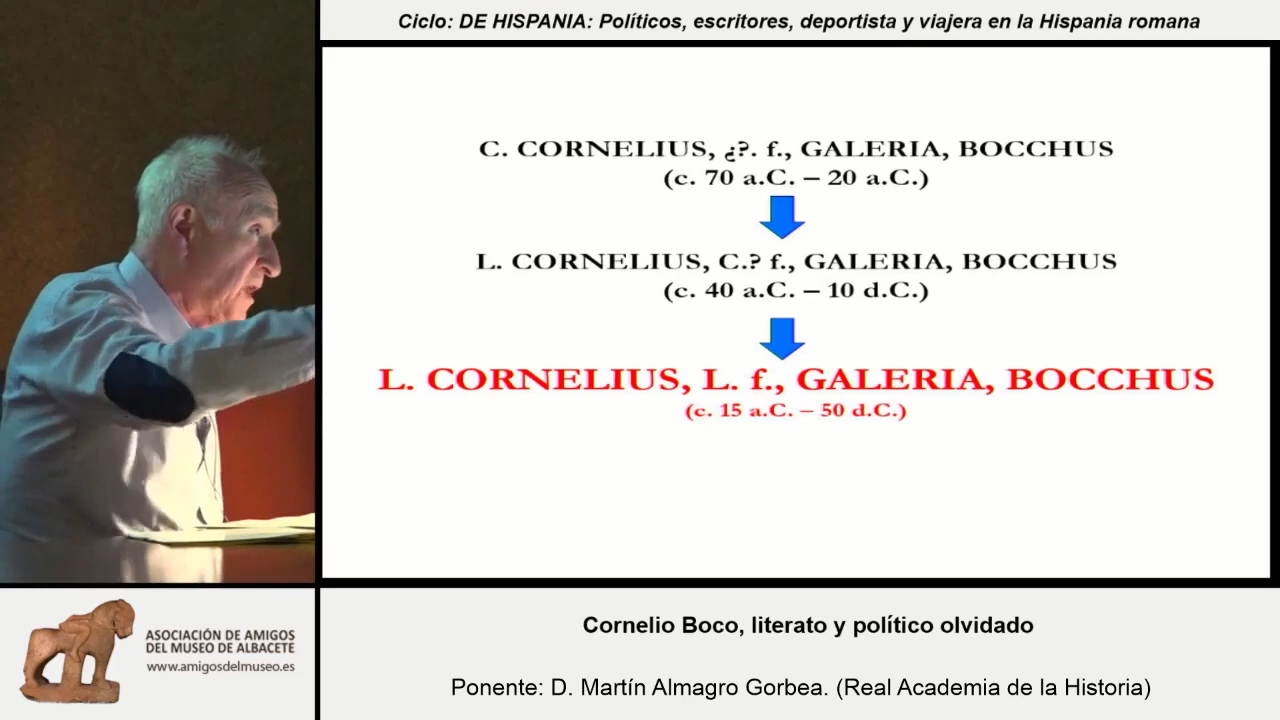 Ciclo: DE HISPANIA: Políticos, escritores, deportista y viajera en la Hispania romana
C. CORNELIUS, ¿?. f., GALERIA, BOCCHUS
(c. 70 a.C. – 20 a.C.)
L. CORNELIUS, C.? f., GALERIA, BOCCHUS
(c. 40 a.C. – 10 d.C.)
L. CORNELIUS, L. f., GALERIA, BOCCHUS
(c. 15 a.C. – 50 d.C.)
ASOCIACIÓN DE AMIGOS
DEL MUSEO DE ALBACETE
www.amigosdelmuseo.es
Cornelio Boco, literato y político olvidado
Ponente: D. Martín Almagro Gorbea. (Real Academia de la Historia)